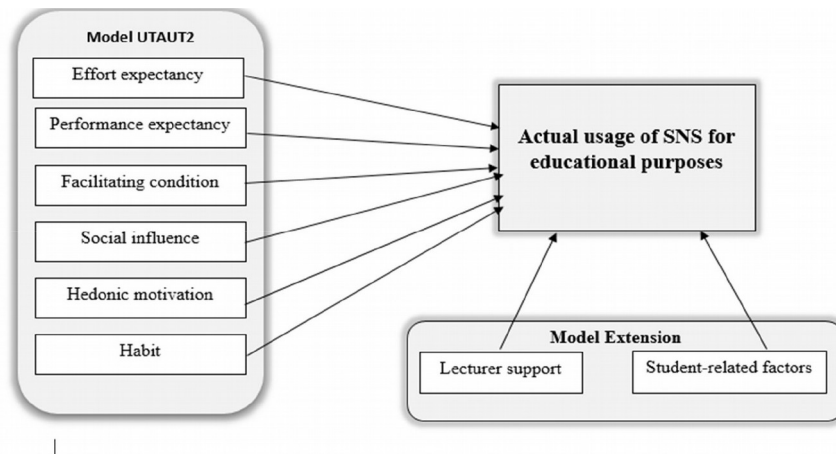 Model UTAUT2
Effort expectancy
Performance expectancy
Facilitating condition
Social influence
Hedonic motivation
Habit
Actual usage of SNS for
educational purposes
Model Extension
Lecturer support
Student-related factors